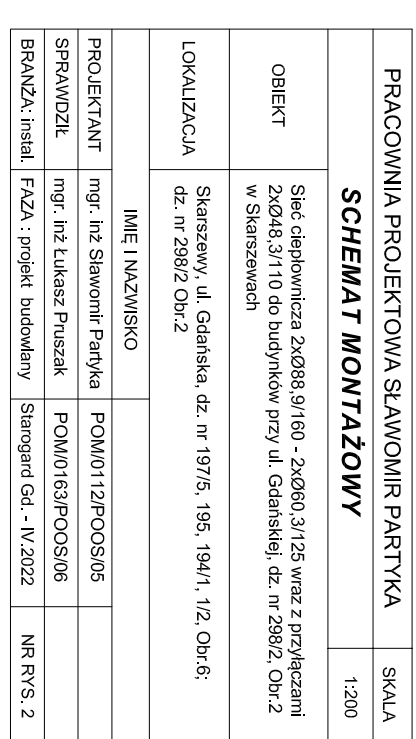 PRACOWNIA PROJEKTOWA SŁAWOMIR PARTYKA
SKALA
SCHEMAT MONTAŻOWY
1:200
OBIEKT
Sieć ciepłownicza 2xØ88,9/160 - 2xØ60,3/125 wraz z przyłączami
2xØ48,3/110 do budynków przy ul. Gdańskiej, dz. nr 298/2, Obr.2
w Skarszewach
LOKALIZACJA
Skarszewy, ul. Gdańska, dz. nr 197/5, 195, 194/1, 1/2, Obr.6;
dz. nr 298/2 Obr.2
IMIĘ I NAZWISKO
PROJEKTANT
mgr. inż Sławomir Partyka
POM/0112/POOS/05
SPRAWDZIŁ
mgr. inż Łukasz Pruszak
POM/0163/POOS/06
BRANŻA: instal.
FAZA : projekt budowlany
Starogard Gd. - IV.2022
NR RYS. 2